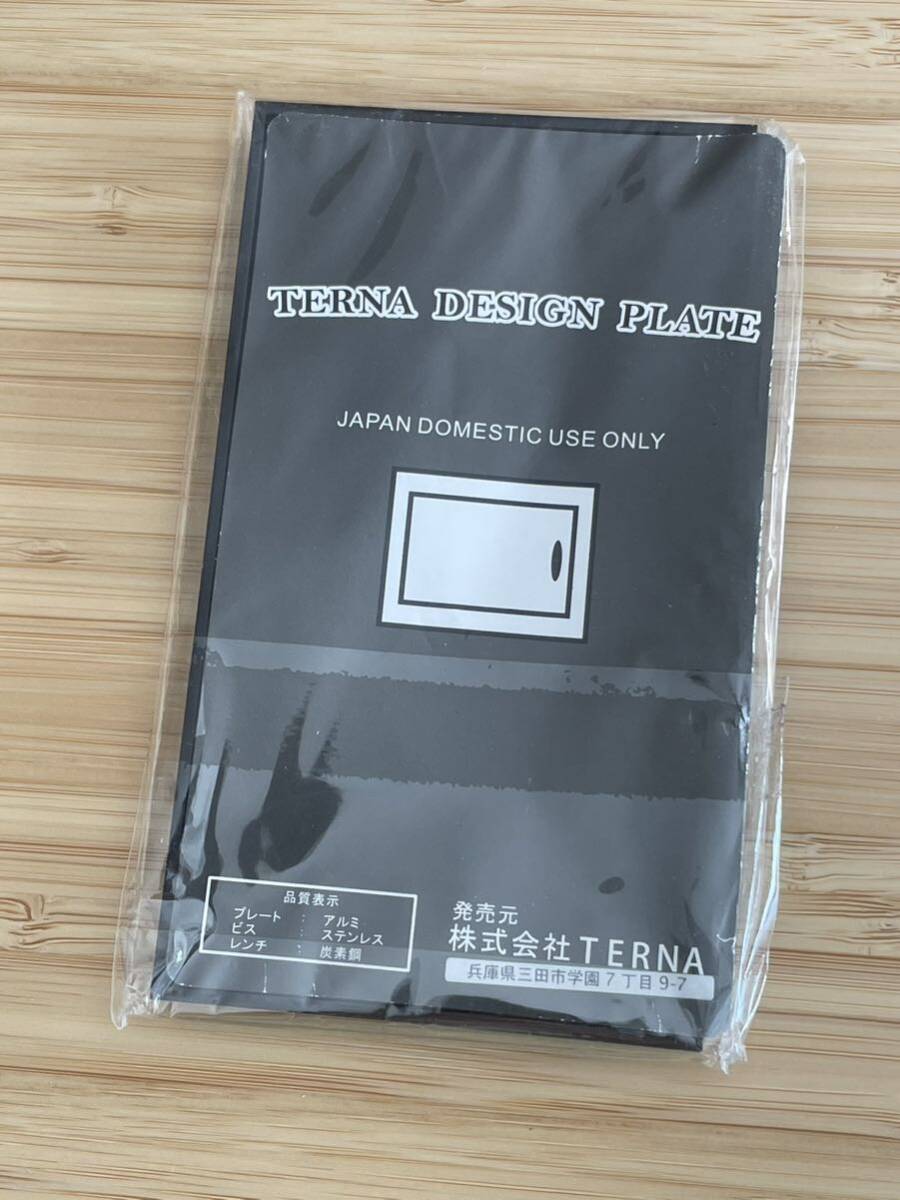 TERNA DESIGN PLATE
JAPAN DOMESTIC USE ONLY
品質表示
プレート : アルミ
ビス : ステンレス
レンチ : 炭素鋼
発売元
株式会社TERNA
兵庫県三田市学園7丁目9-7